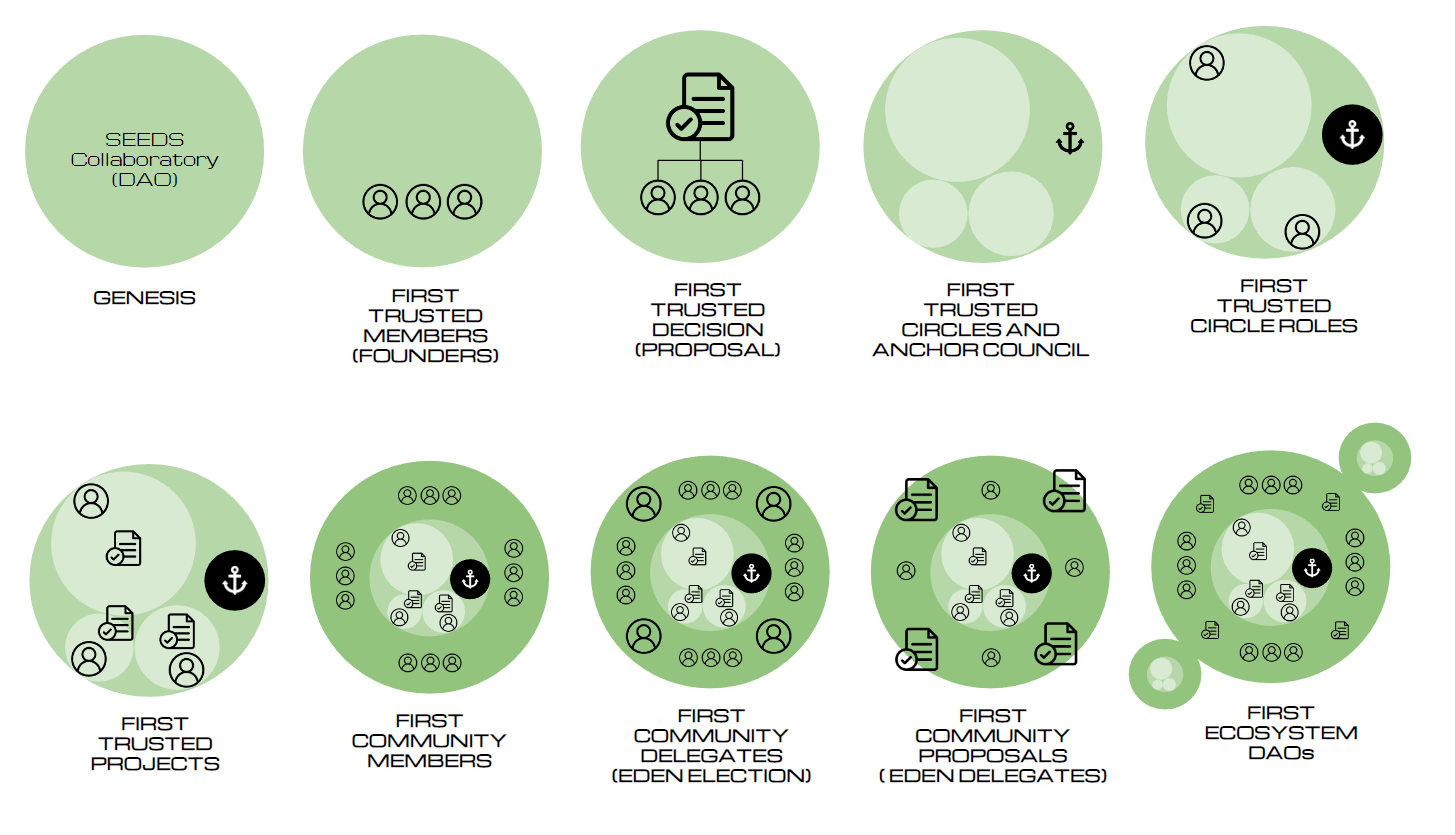 SEEDS
Collaboratory
(DAO)
GENESIS
FIRST
TRUSTED
MEMBERS
(FOUNDERS)
FIRST
TRUSTED
DECISION
(PROPOSAL)
FIRST
TRUSTED
CIRCLES AND
ANCHOR COUNCIL
FIRST
TRUSTED
CIRCLE ROLES
FIRST
TRUSTED
PROJECTS
FIRST
COMMUNITY
MEMBERS
FIRST
COMMUNITY
DELEGATES
(EDEN ELECTION)
FIRST
COMMUNITY
PROPOSALS
( EDEN DELEGATES)
FIRST
ECOSYSTEM
DAOs